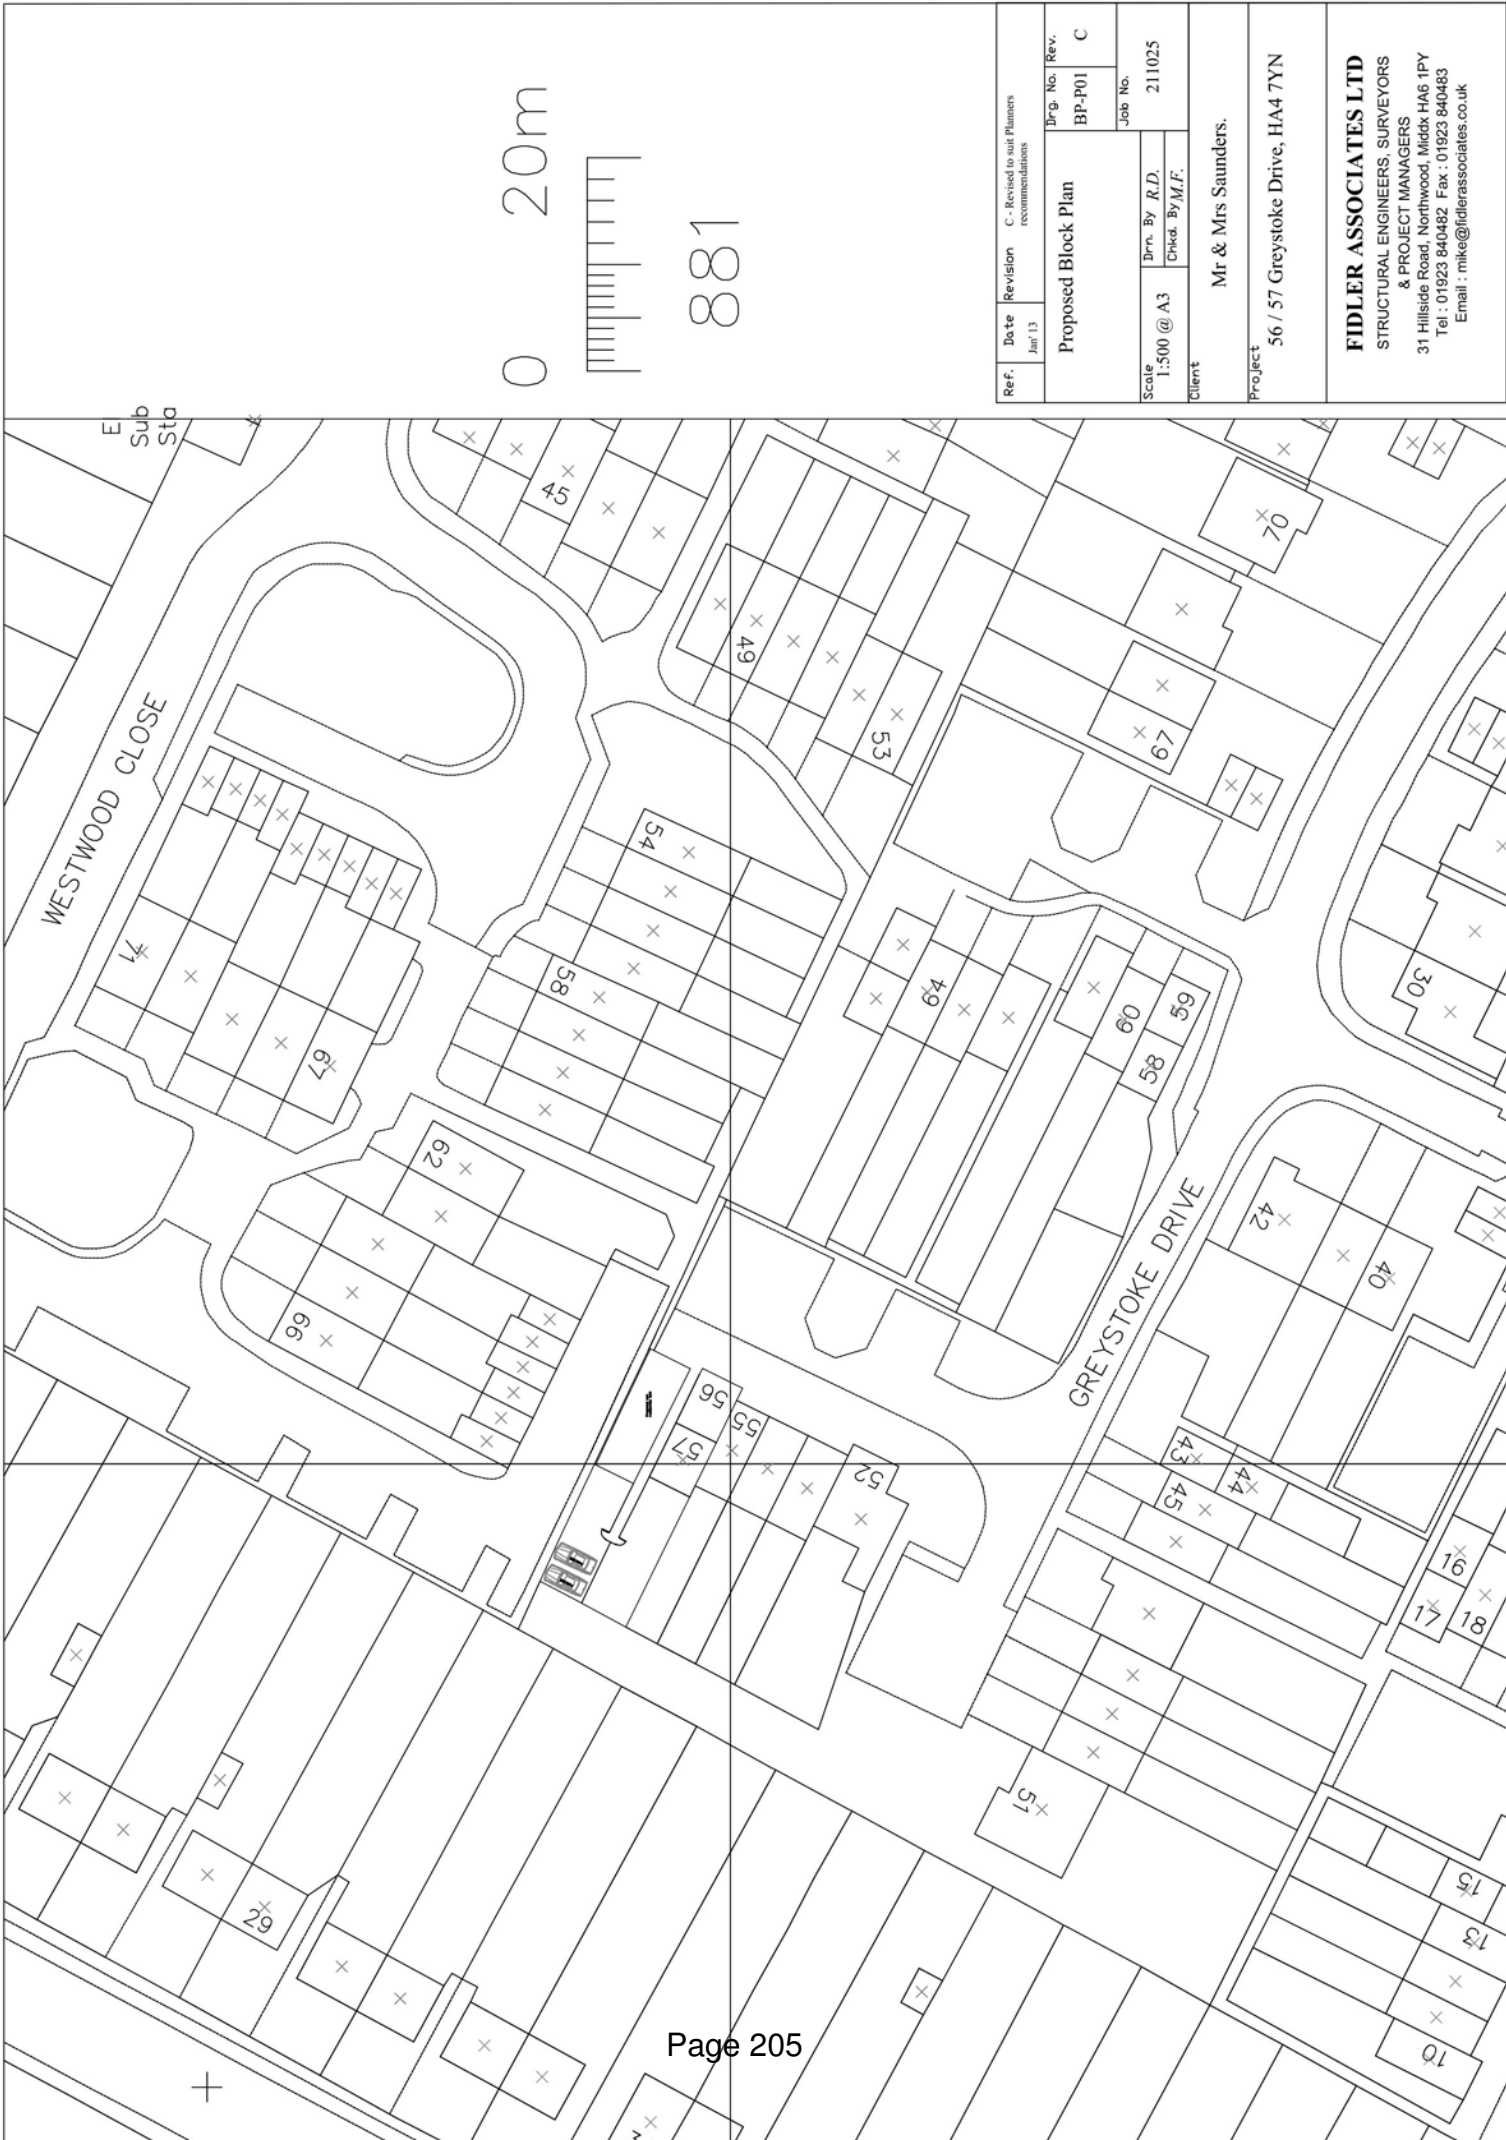 0 20m
881
Ref. Date Revision
Jan' 13 C - Revised to suit Planners
recommendations
Proposed Block Plan
Drg. No. Rev.
BP-P01 C
Scale
1:500 @ A3
Drn. By R.D.
Chkd. By M.F.
Job No.
211025
Client
Mr & Mrs Saunders.
Project
56 / 57 Greystoke Drive, HA4 7YN
FIDLER ASSOCIATES LTD
STRUCTURAL ENGINEERS, SURVEYORS
& PROJECT MANAGERS
31 Hillside Road, Northwood, Middx HA6 1PY
Tel : 01923 840482 Fax : 01923 840483
Email : mike@fidlerassociates.co.uk
El
Sub
Sta
45
70
49
53
67
WESTWOOD CLOSE
54
71
58
64
60
59
58
30
67
62
42
40
GREYSTOKE DRIVE
66
56
55
57
52
43
44
45
16
17
18
51
15
13
10
29
Page 205